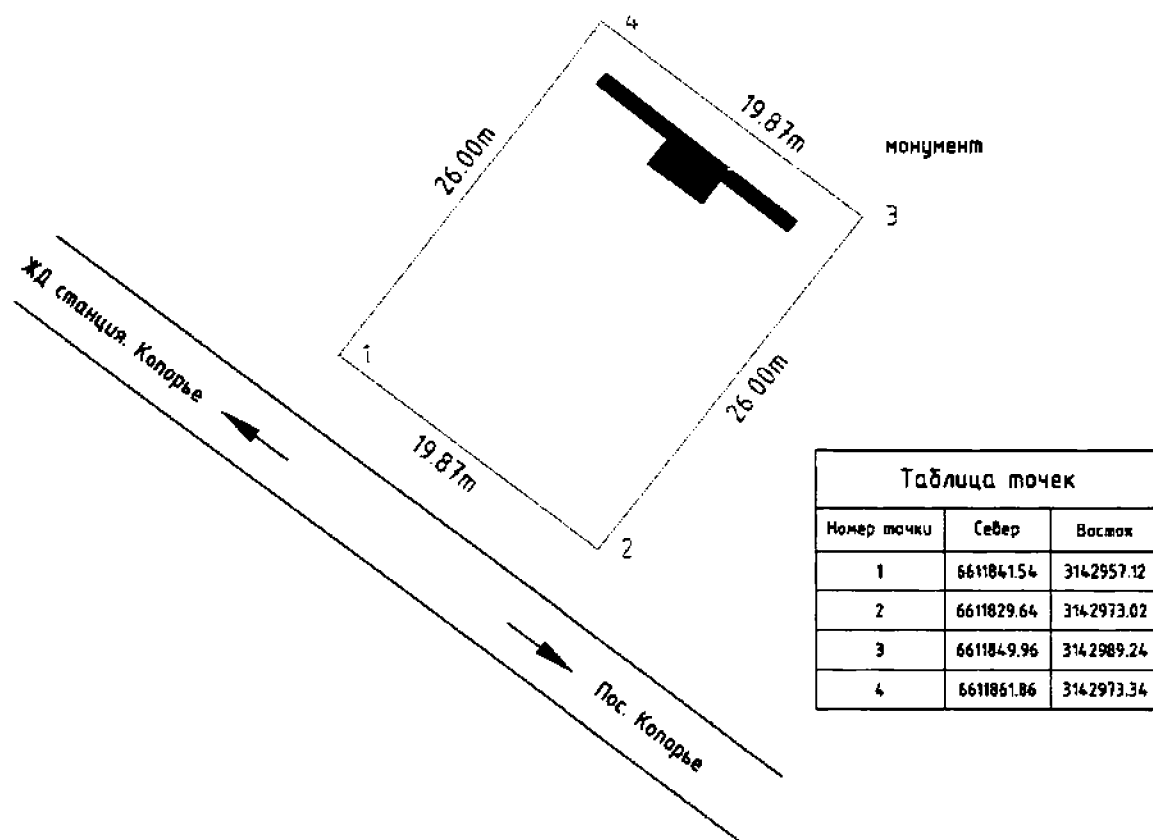 4
19.87m
26.00m
монумент
3
ЖД станция. Копорье
1
26.00m
19.87m
2
Пос. Копорье
Таблица точек
Номер точки Север Восток
1 6611841.54 3142957.12
2 6611829.64 3142973.02
3 6611849.96 3142989.24
4 6611861.86 3142973.34